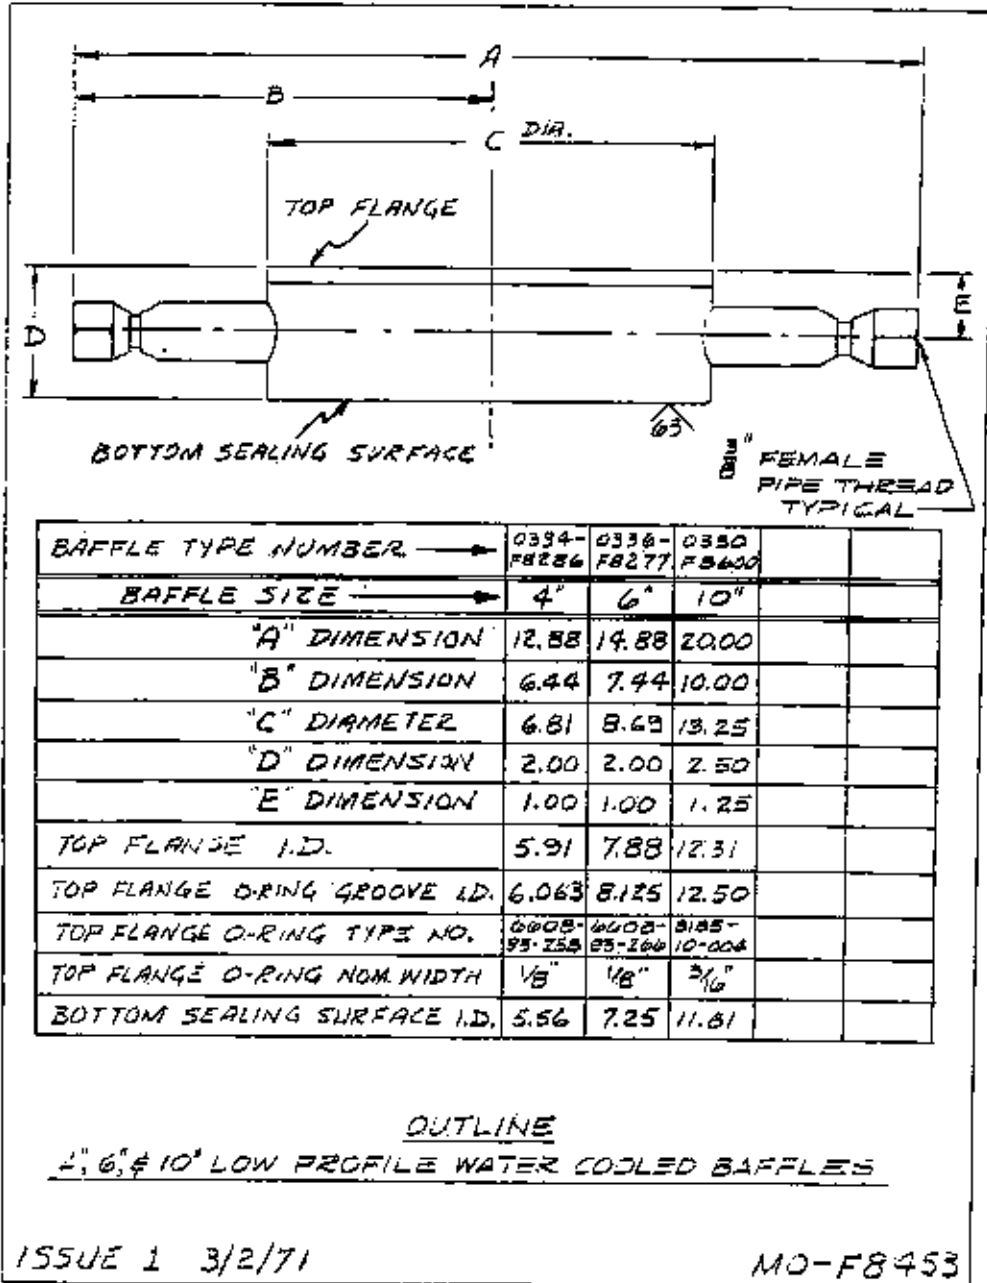 A
B
C DIA.
TOP FLANGE
D
E
63
BOTTOM SEALING SURFACE
" FEMALE
PIPE THREAD
TYPICAL
BAFFLE TYPE NUMBER 0334-F8286 0336-F8277 0330 F8600
BAFFLE SIZE 4" 6" 10"
"A" DIMENSION 12.88 14.88 20.00
"B" DIMENSION 6.44 7.44 10.00
"C" DIAMETER 6.81 8.69 13.25
"D" DIMENSION 2.00 2.00 2.50
"E" DIMENSION 1.00 1.00 1.25
TOP FLANGE I.D. 5.91 7.88 12.31
TOP FLANGE O-RING GROOVE I.D. 6.063 8.125 12.50
TOP FLANGE O-RING TYPE NO.
TOP FLANGE O-RING NOM. WIDTH 1/8" 1/8" 3/16"
BOTTOM SEALING SURFACE I.D. 5.56 7.25 11.81
OUTLINE
4", 6", & 10" LOW PROFILE WATER COOLED BAFFLES
ISSUE 1 3/2/71
MO-F8453